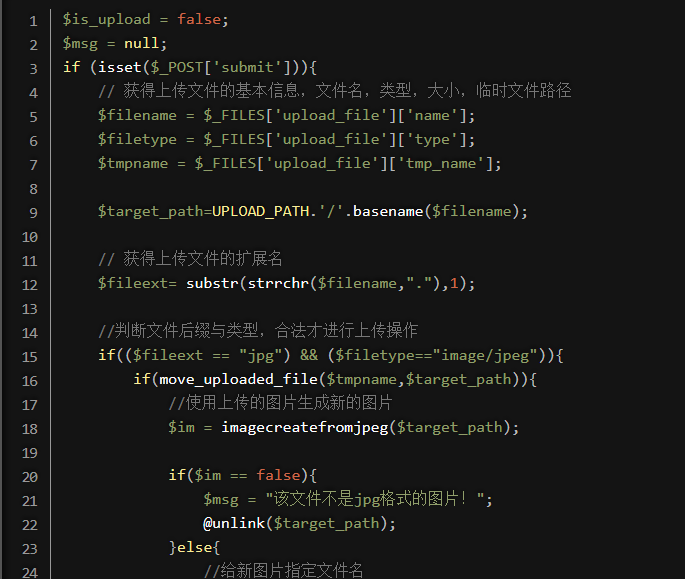 1 $is_upload = false;
2 $msg = null;
3 if (isset($_POST['submit'])){
4 // 获得上传文件的基本信息，文件名，类型，大小，临时文件路径
5 $filename = $_FILES['upload_file']['name'];
6 $filetype = $_FILES['upload_file']['type'];
7 $tmpname = $_FILES['upload_file']['tmp_name'];
8
9 $target_path=UPLOAD_PATH.'/'.basename($filename);
10
11 // 获得上传文件的扩展名
12 $fileext= substr(strrchr($filename,"."),1);
13
14 //判断文件后缀与类型，合法才进行上传操作
15 if(($fileext == "jpg") && ($filetype=="image/jpeg")){
16 if(move_uploaded_file($tmpname,$target_path)){
17 //使用上传的图片生成新的图片
18 $im = imagecreatefromjpeg($target_path);
19
20 if($im == false){
21 $msg = "该文件不是jpg格式的图片！";
22 @unlink($target_path);
23 }else{
24 //给新图片指定文件名